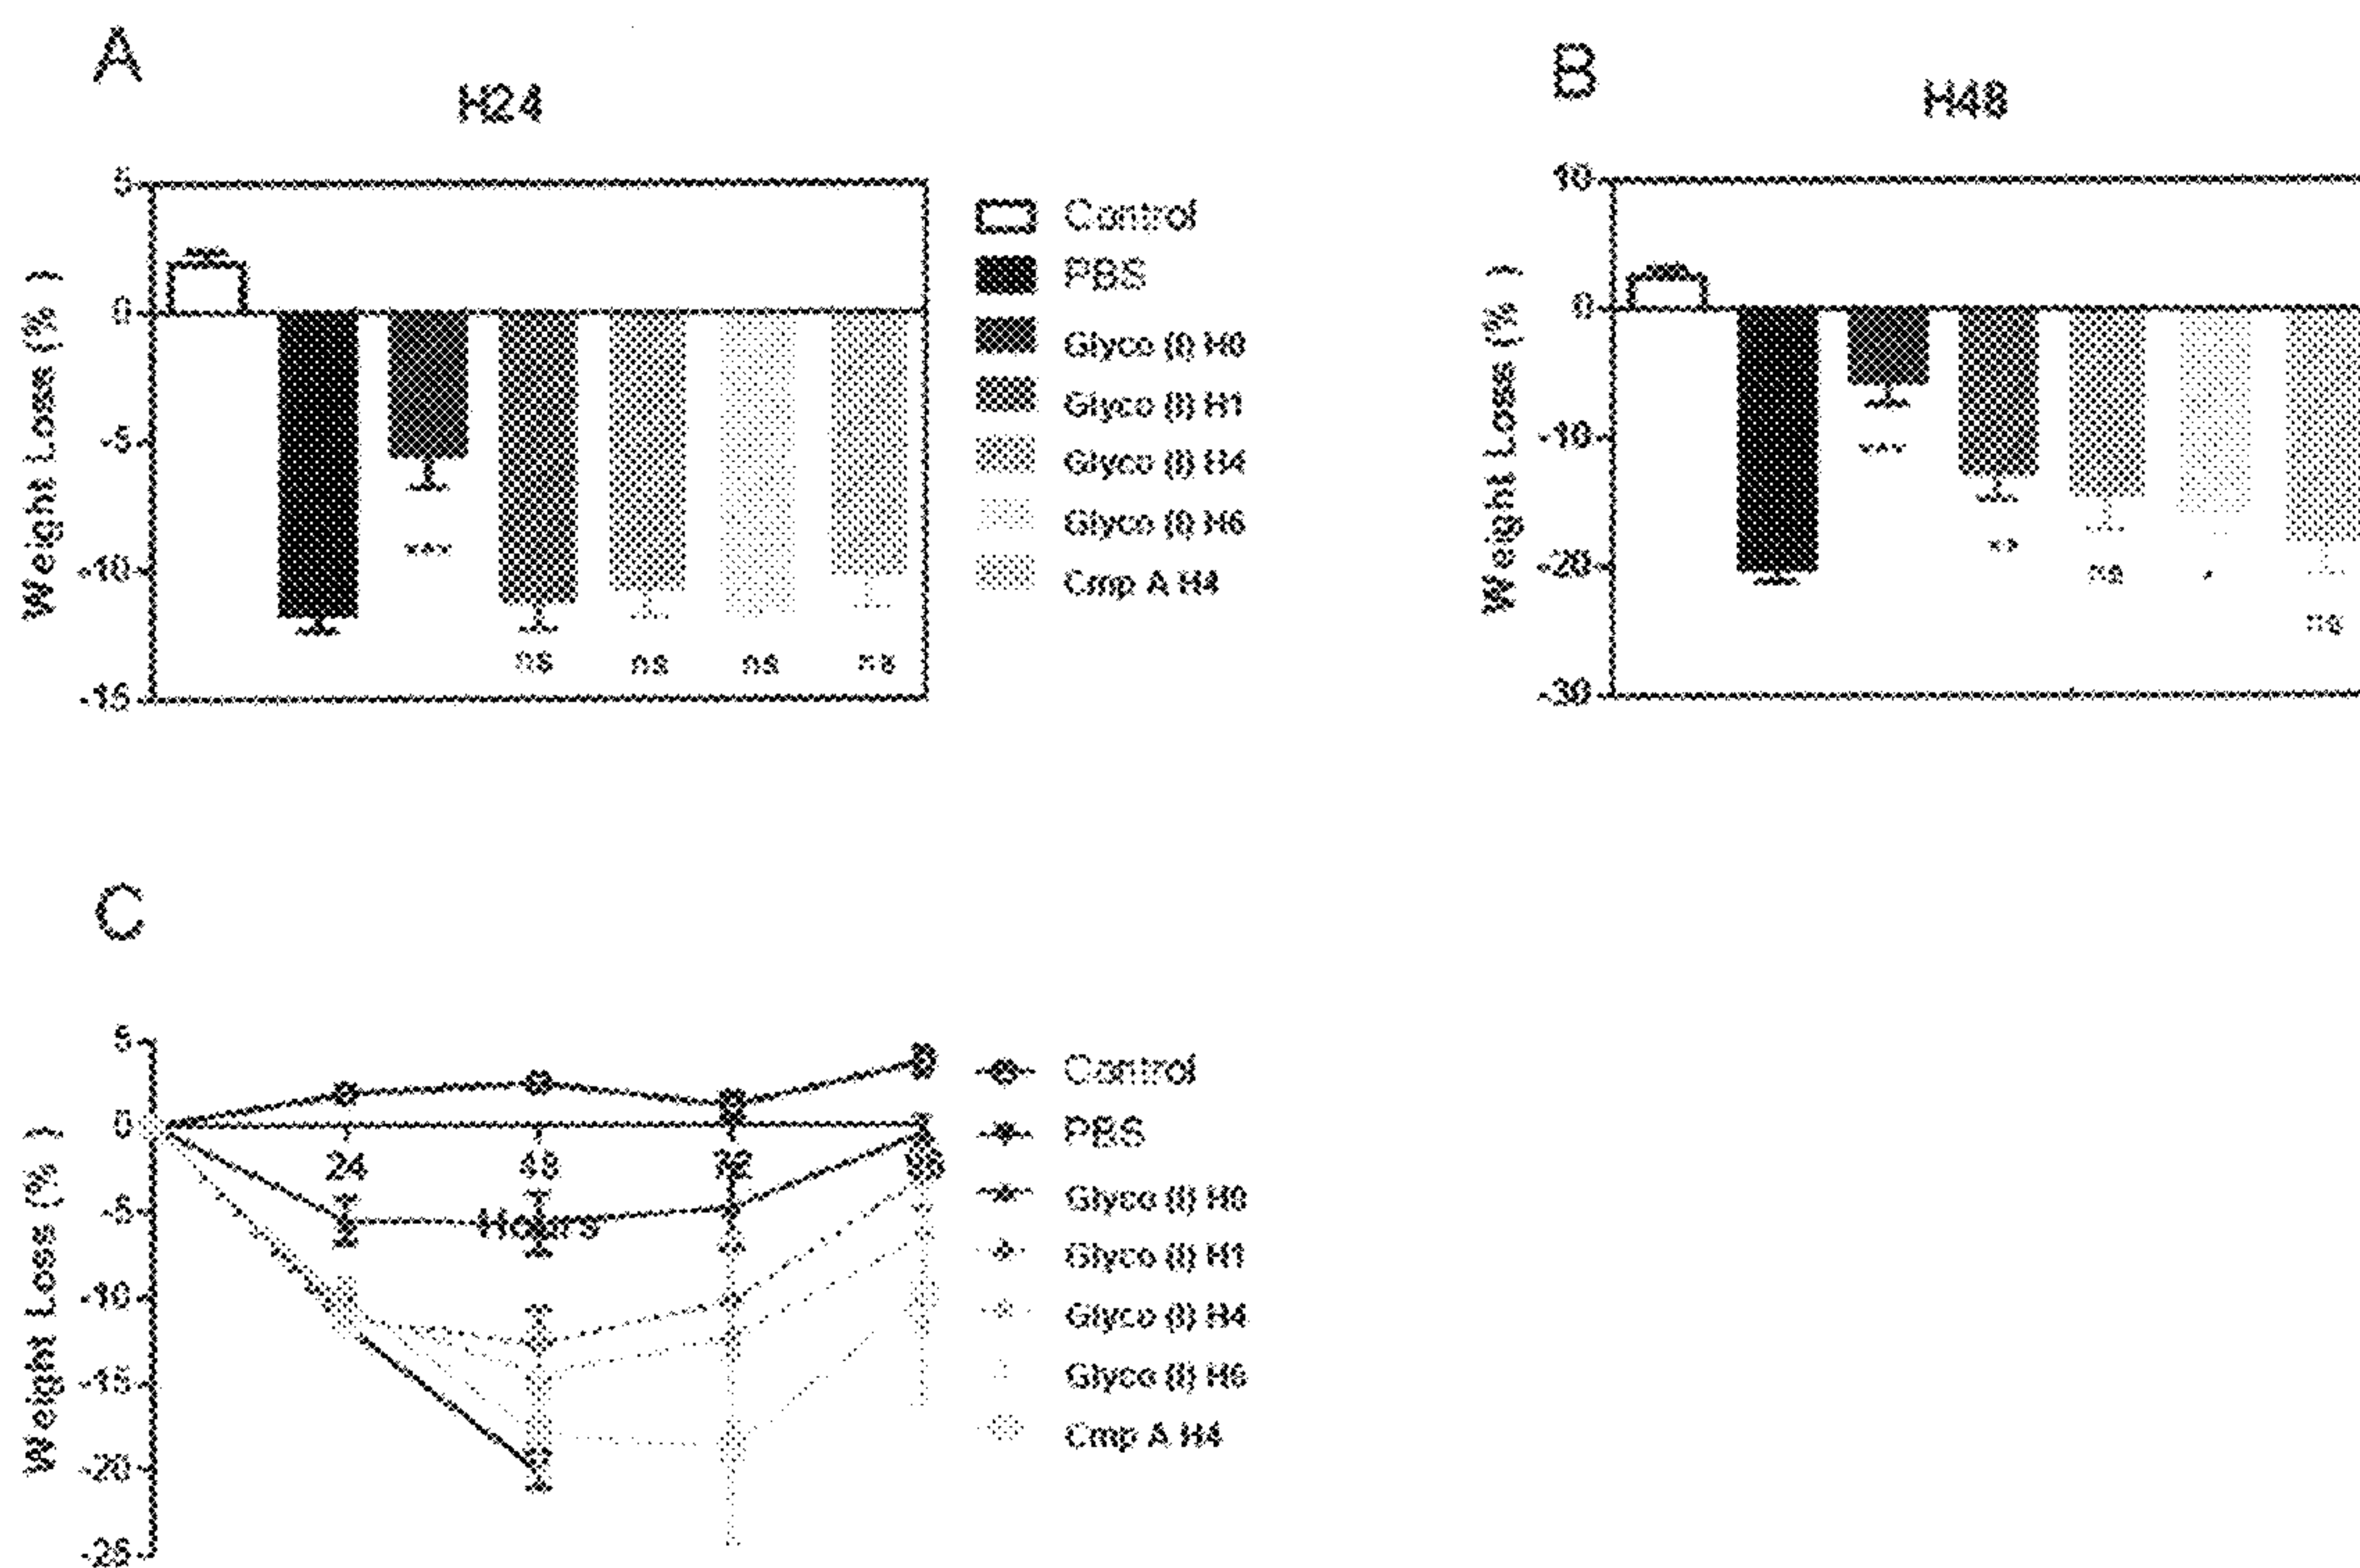 A
H24
5
0
-5
-10
-15
Weight Loss (% )
ns
ns
ns
ns
Control
PBS
Glyco (I) H0
Glyco (I) H1
Glyco (I) H4
Glyco (I) H6
Cmp A H4
B
H48
10
0
-10
-20
-30
Weight Loss (% )
***
**
ns
*
ns
C
5
0
-5
-10
-15
-20
-25
Weight Loss (% )
24
48
72
96
Hours
Control
PBS
Glyco (I) H0
Glyco (I) H1
Glyco (I) H4
Glyco (I) H6
Cmp A H4